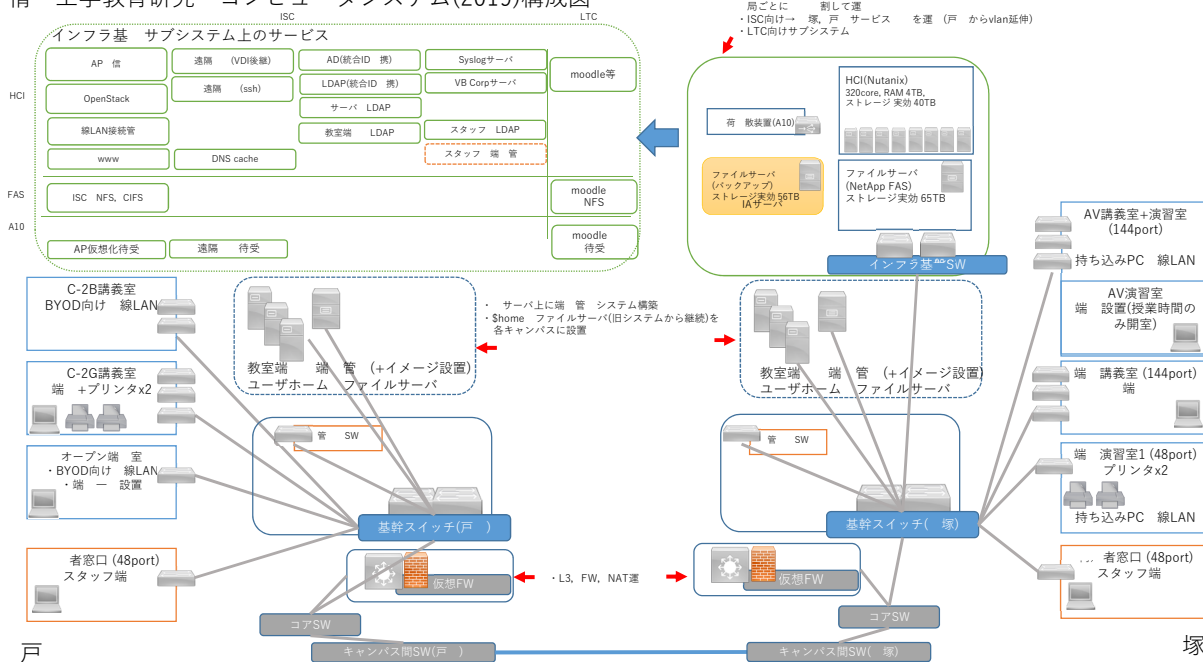 情 工学教育研究 コンピュータシステム(2019)構成図
ISC
LTC
インフラ基 サブシステム上のサービス
HCI
FAS
A10
AP 信
遠隔 (VDI後継)
AD(統合ID 携)
Syslogサーバ
moodle等
OpenStack
遠隔 (ssh)
LDAP(統合ID 携)
VB Corpサーバ
サーバ LDAP
線LAN接続管
教室端 LDAP
スタッフ LDAP
www
DNS cache
スタッフ 端 管
ISC NFS, CIFS
moodle
NFS
AP仮想化待受
遠隔 待受
moodle
待受
局ごとに 割して運
・ISC向け→ 塚, 戸 サービス を運 (戸 からvlan延伸)
・LTC向けサブシステム
HCI(Nutanix)
320core, RAM 4TB,
ストレージ 実効 40TB
荷 散装置(A10)
ファイルサーバ
(バックアップ)
ストレージ実効 56TB
IAサーバ
ファイルサーバ
(NetApp FAS)
ストレージ実効 65TB
インフラ基幹SW
C-2B講義室
BYOD向け 線LAN
C-2G講義室
端 +プリンタx2
オープン端 室
・BYOD向け 線LAN
・端 一 設置
者窓口 (48port)
スタッフ端
教室端 端 管 (+イメージ設置)
ユーザホーム ファイルサーバ
・ サーバ上に端 管 システム構築
・$home ファイルサーバ(旧システムから継続)を
各キャンパスに設置
教室端 端 管 (+イメージ設置)
ユーザホーム ファイルサーバ
管 SW
基幹スイッチ(戸 )
仮想FW
コアSW
キャンパス間SW(戸 )
・L3, FW, NAT運
管 SW
基幹スイッチ( 塚)
仮想FW
コアSW
キャンパス間SW( 塚)
AV講義室+演習室
(144port)
持ち込みPC 線LAN
AV演習室
端 設置(授業時間の
み開室)
端 講義室 (144port)
端
端 演習室1 (48port)
プリンタx2
持ち込みPC 線LAN
者窓口 (48port)
スタッフ端
戸
塚